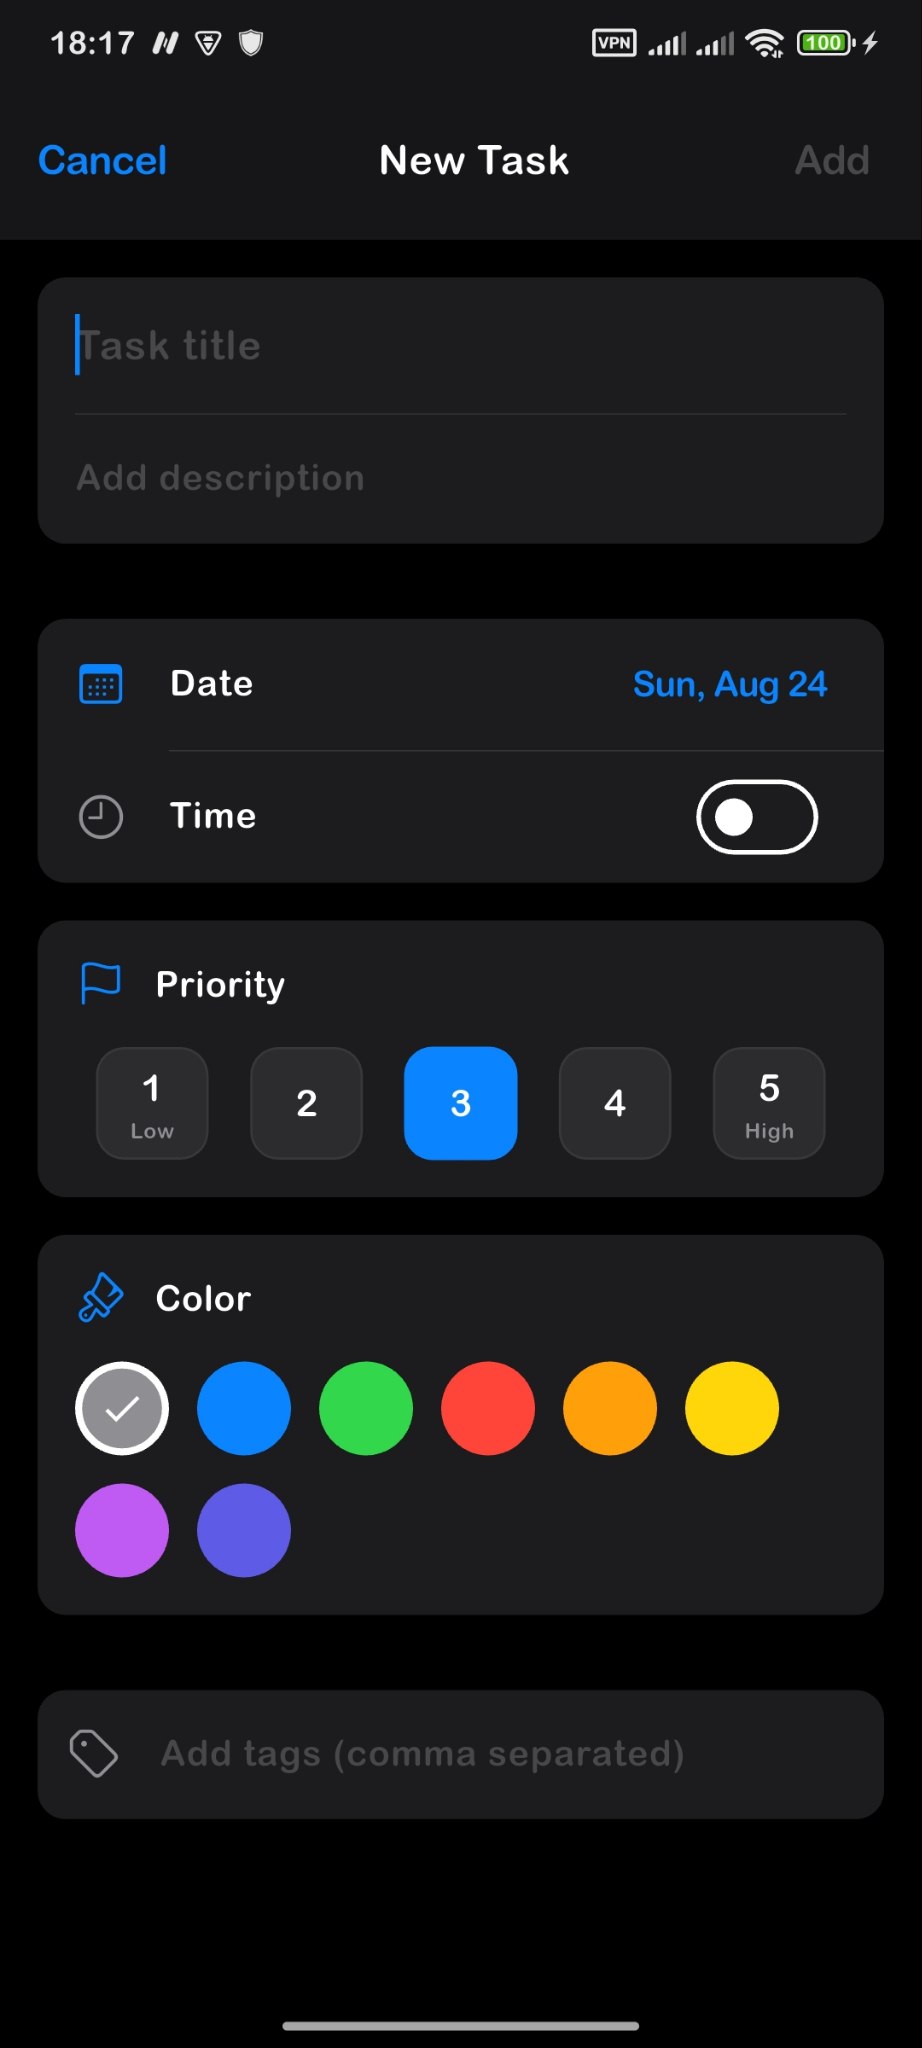 18:17 VPN 100
Cancel New Task Add
Task title
Add description
Date Sun, Aug 24
Time
Priority
1 2 3 4 5
Low High
Color
Add tags (comma separated)